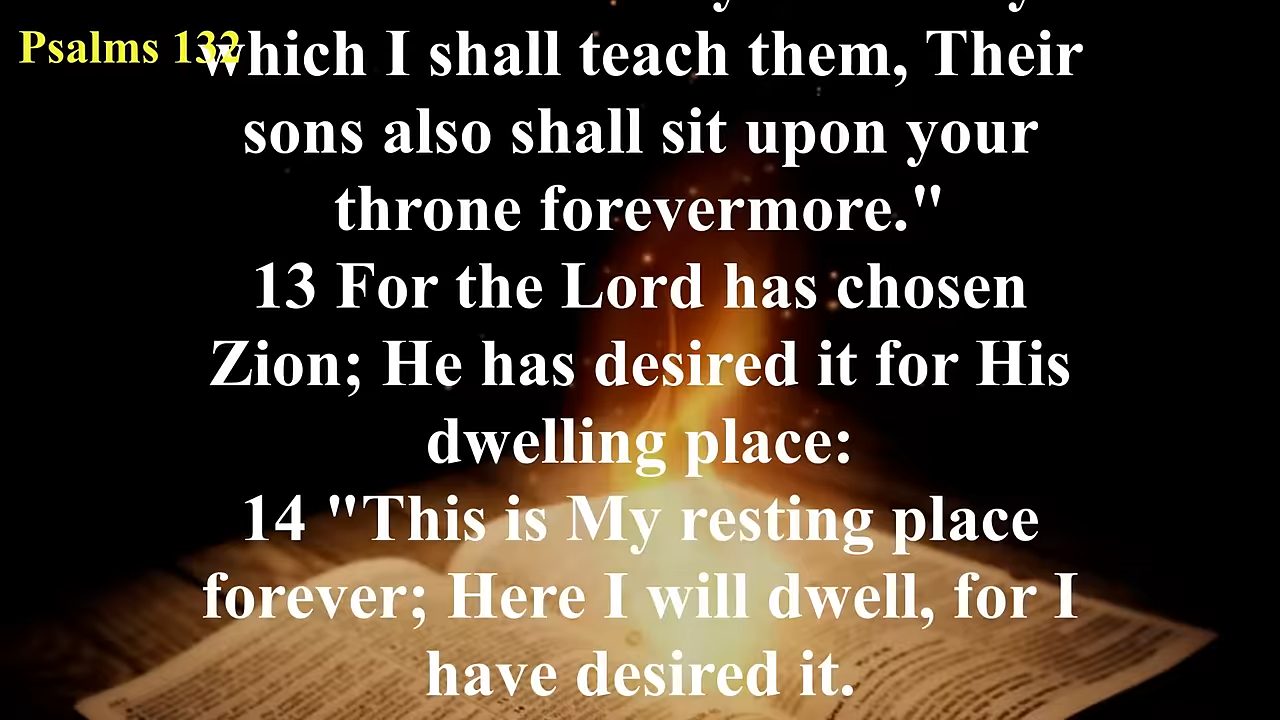 Psalms 132
which I shall teach them, Their
sons also shall sit upon your
throne forevermore."
13 For the Lord has chosen
Zion; He has desired it for His
dwelling place:
14 "This is My resting place
forever; Here I will dwell, for I
have desired it.